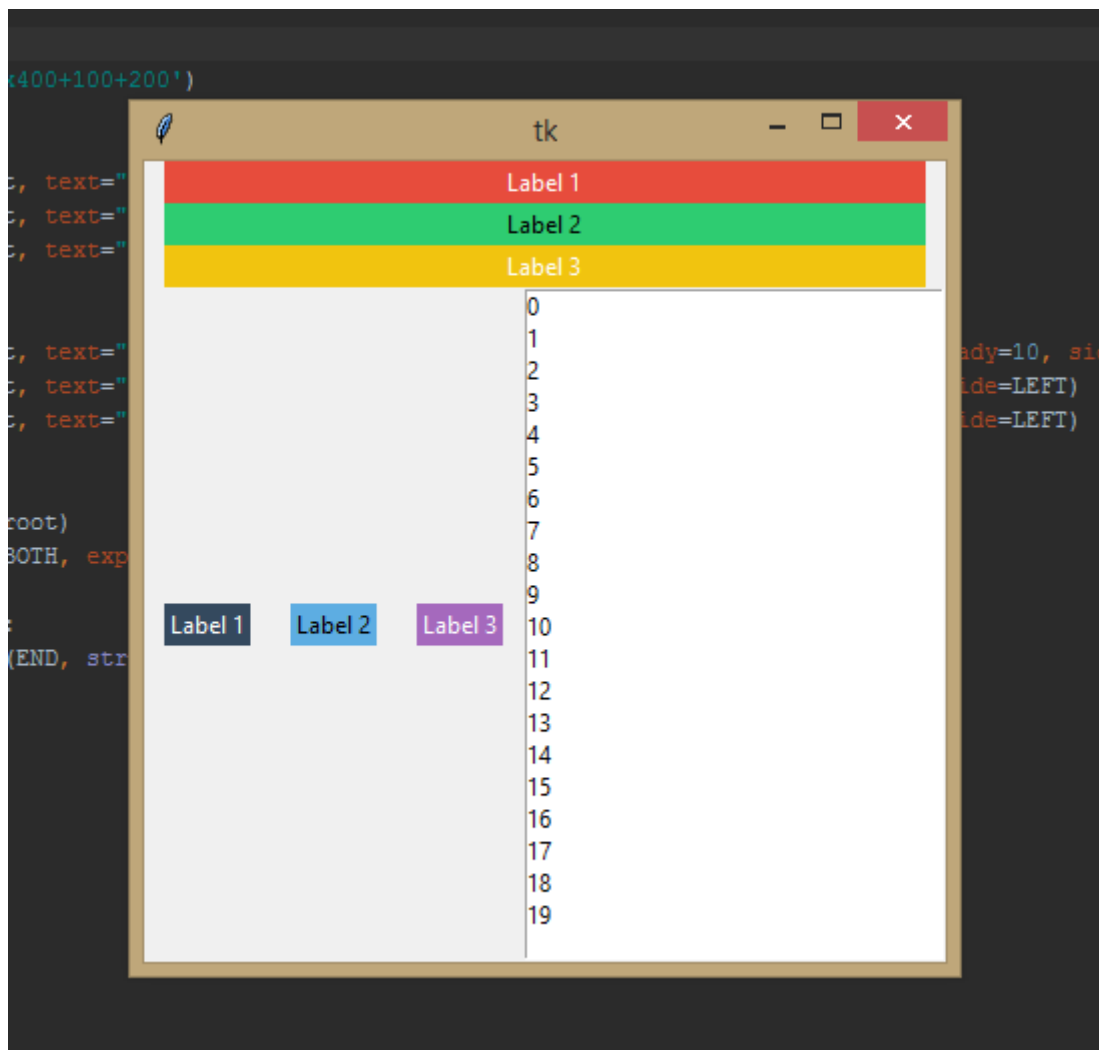 x400+100+200')
tk
Label 1
t, text="
Label 2
t, text="
Label 3
t, text="
0
1
t, text="
ady=10, si
2
t, text="
ide=LEFT)
3
t, text="
ide=LEFT)
4
5
6
root)
7
BOTH, exp
8
9
Label 1 Label 2 Label 3
10
:
(END, str
11
12
13
14
15
16
17
18
19